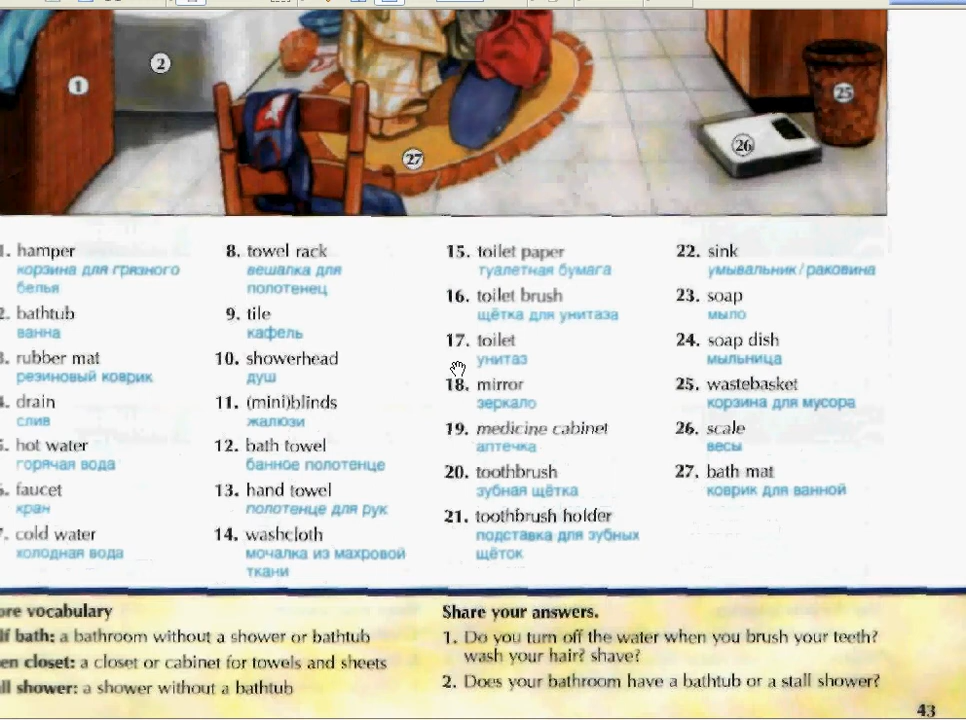 1
2
25
26
27
1. hamper
корзина для грязного
белья
2. bathtub
ванна
3. rubber mat
резиновый коврик
4. drain
слив
5. hot water
горячая вода
6. faucet
кран
7. cold water
холодная вода
8. towel rack
вешалка для
полотенец
9. tile
кафель
10. showerhead
душ
11. (mini)blinds
жалюзи
12. bath towel
банное полотенце
13. hand towel
полотенце для рук
14. washcloth
мочалка из махровой
ткани
15. toilet paper
туалетная бумага
16. toilet brush
щётка для унитаза
17. toilet
унитаз
18. mirror
зеркало
19. medicine cabinet
аптечка
20. toothbrush
зубная щётка
21. toothbrush holder
подставка для зубных
щёток
22. sink
умывальник/раковина
23. soap
мыло
24. soap dish
мыльница
25. wastebasket
корзина для мусора
26. scale
весы
27. bath mat
коврик для ванной
ore vocabulary
lf bath: a bathroom without a shower or bathtub
en closet: a closet or cabinet for towels and sheets
ll shower: a shower without a bathtub
Share your answers.
1. Do you turn off the water when you brush your teeth?
wash your hair? shave?
2. Does your bathroom have a bathtub or a stall shower?
43